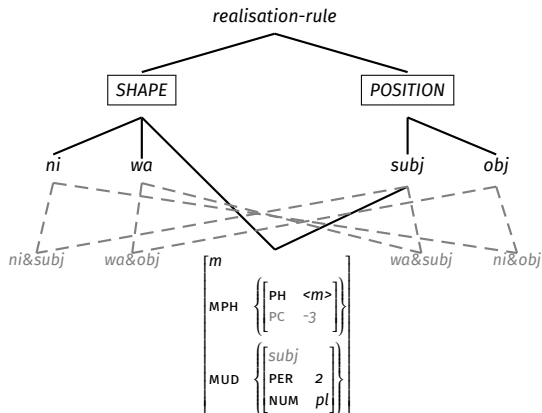 realisation-rule
SHAPE POSITION
ni wa subj obj
ni&subj wa&obj wa&subj ni&obj
m
MPH PH <m>
PC -3
MUD subj
PER 2
NUM pl